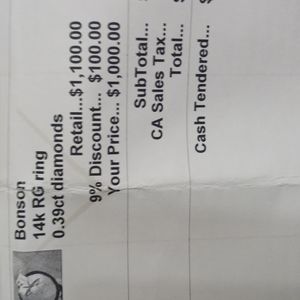 Bonson
14k RG ring
0.39ct diamonds
Retail...$1,100.00
9% Discount... $100.00
Your Price... $1,000.00
SubTotal...
CA Sales Tax...
Total... $
Cash Tendered... $